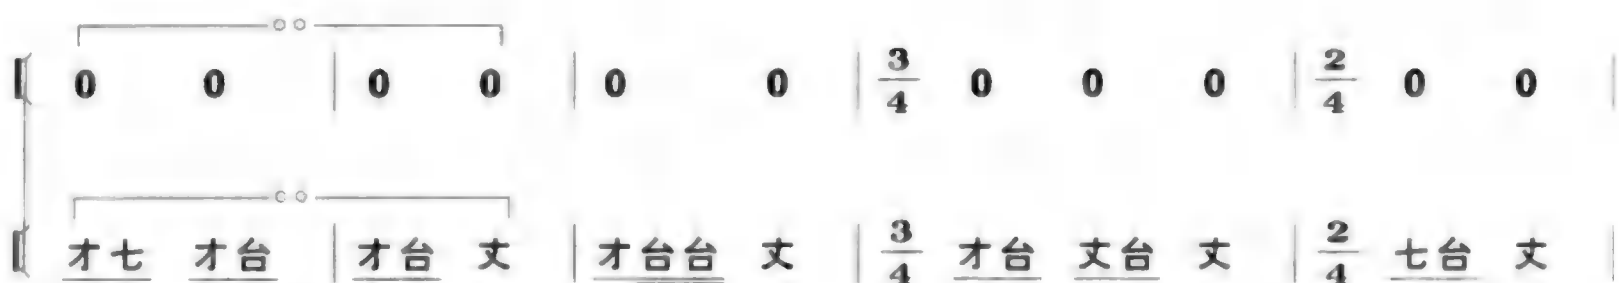 0 0 | 0 0 | 0 0 | 3/4 0 0 0 | 2/4 0 0 |
才七 才台 | 才台 丈 | 才台台 丈 | 3/4 才台 丈台 丈 | 2/4 七台 丈 |